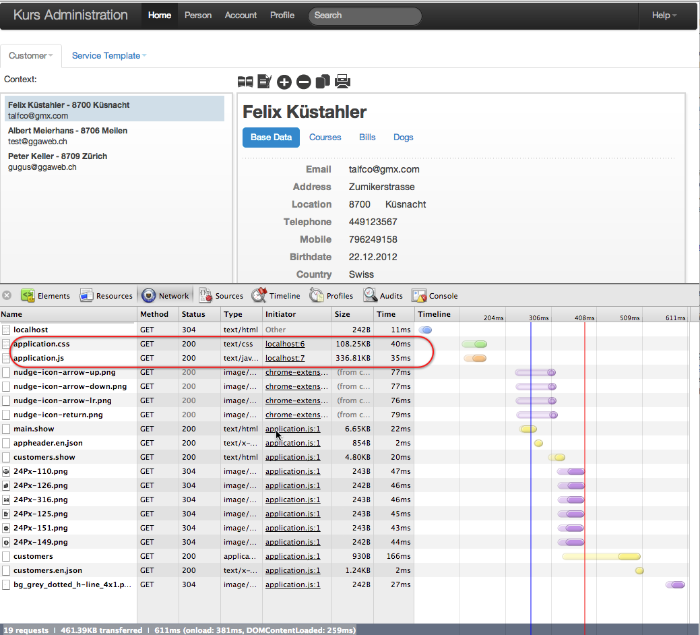 Kurs Administration Home Person Account Profile Search Help
Customer Service Template
Context:
Felix Küstahler - 8700 Küsnacht
talfco@gmx.com
Albert Meierhans - 8706 Meilen
test@ggaweb.ch
Peter Keller - 8709 Zürich
gugus@ggaweb.ch
Felix Küstahler
Base Data Courses Bills Dogs
Email talfco@gmx.com
Address Zumikerstrasse
Location 8700 Küsnacht
Telephone 449123567
Mobile 796249158
Birthdate 22.12.2012
Country Swiss
Elements Resources Network Sources Timeline Profiles Audits Console
Name Method Status Type Initiator Size Time Timeline
204ms 306ms 408ms 509ms 611ms
localhost GET 304 text/html Other 242B 11ms
application.css GET 200 text/css localhost:6 108.25KB 40ms
application.js GET 200 text/jav... localhost:7 336.81KB 35ms
nudge-icon-arrow-up.png GET 200 image/... chrome-extens... (from c... 77ms
nudge-icon-arrow-down.png GET 200 image/... chrome-extens... (from c... 77ms
nudge-icon-arrow-lr.png GET 200 image/... chrome-extens... (from c... 76ms
nudge-icon-return.png GET 200 image/... chrome-extens... (from c... 79ms
main.show GET 200 text/html application.js:1 6.65KB 22ms
appheader.en.json GET 200 text/x-... application.js:1 854B 2ms
customers.show GET 200 text/html application.js:1 4.80KB 20ms
24Px-110.png GET 304 image/... application.js:1 243B 47ms
24Px-126.png GET 304 image/... application.js:1 242B 46ms
24Px-316.png GET 304 image/... application.js:1 242B 46ms
24Px-125.png GET 304 image/... application.js:1 243B 45ms
24Px-151.png GET 304 image/... application.js:1 243B 43ms
24Px-149.png GET 304 image/... application.js:1 242B 44ms
customers GET 200 applica... application.js:1 930B 166ms
customers.en.json GET 200 text/x-... application.js:1 1.24KB 2ms
bg_grey_dotted_h-line_4x1.p... GET 304 image/... application.js:1 242B 27ms
19 requests | 461.39KB transferred | 611ms (onload: 381ms, DOMContentLoaded: 259ms)